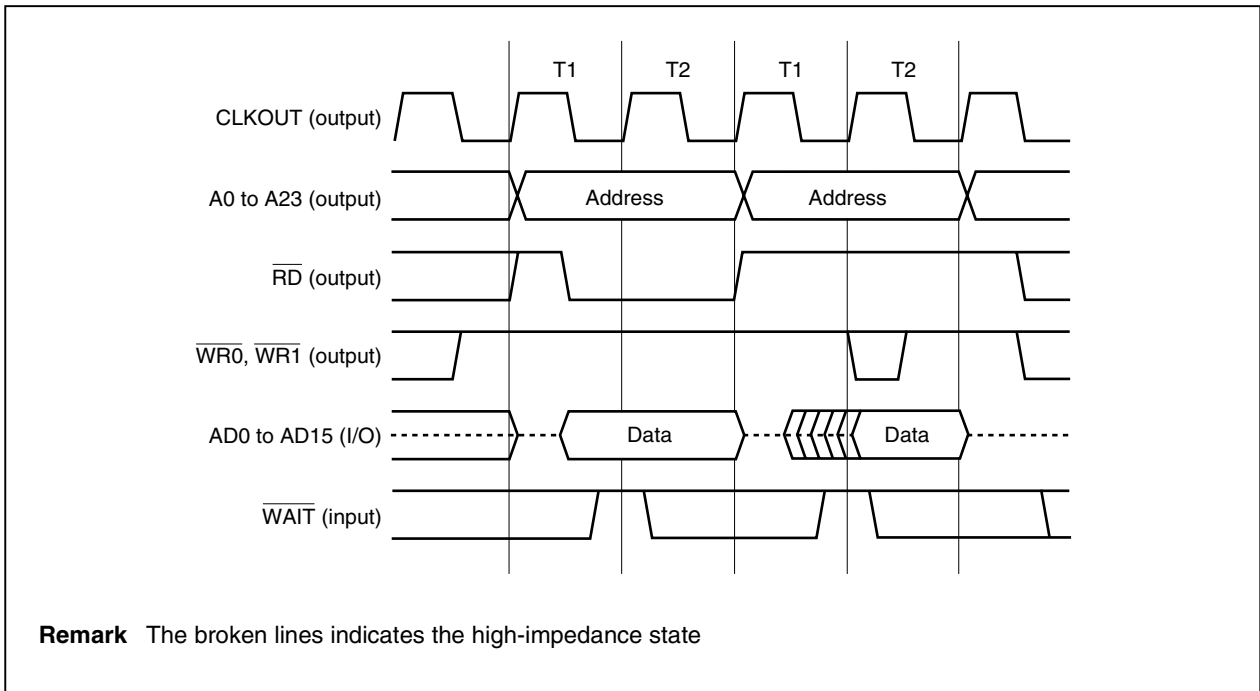 T1 T2 T1 T2
CLKOUT (output)
A0 to A23 (output) Address Address
RD (output)
WR0, WR1 (output)
AD0 to AD15 (I/O) Data Data
WAIT (input)
Remark The broken lines indicates the high-impedance state